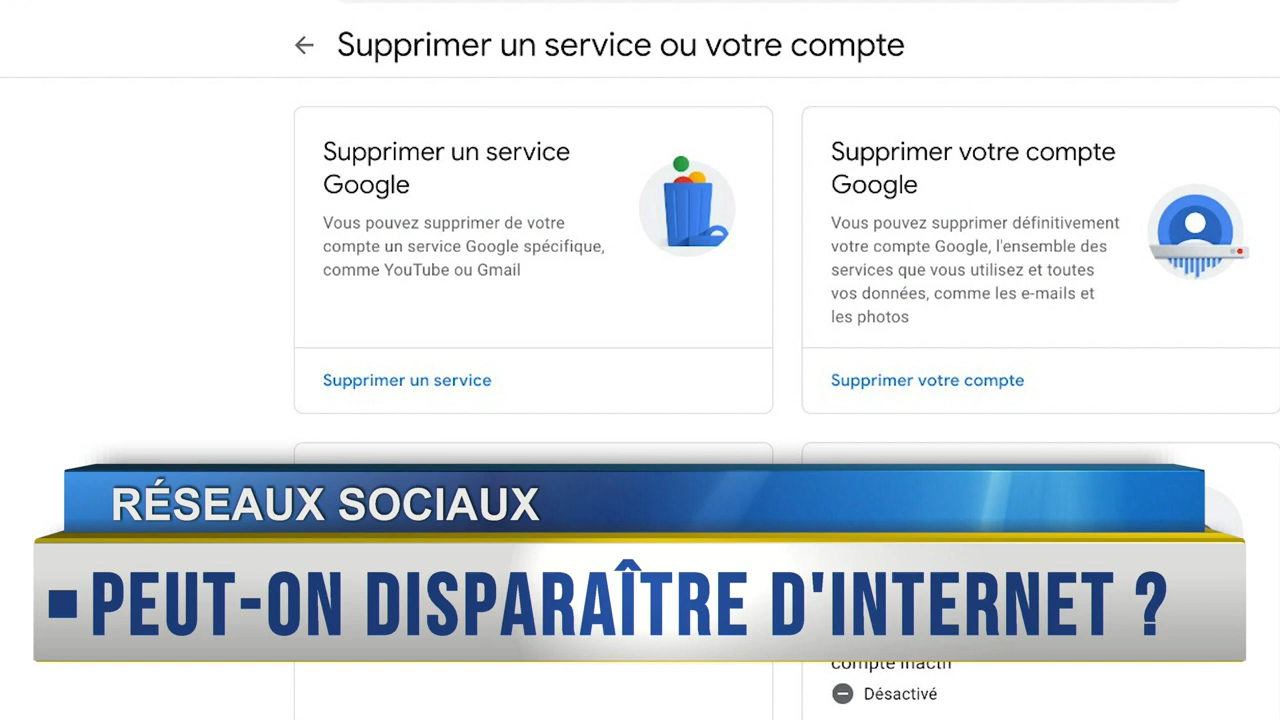 Supprimer un service ou votre compte
Supprimer un service
Google
Vous pouvez supprimer de votre
compte un service Google spécifique,
comme YouTube ou Gmail
Supprimer un service
Supprimer votre compte
Google
Vous pouvez supprimer définitivement
votre compte Google, l'ensemble des
services que vous utilisez et toutes
vos données, comme les e-mails et
les photos
Supprimer votre compte
RÉSEAUX SOCIAUX
PEUT-ON DISPARAÎTRE D'INTERNET ?
compte inactif
Désactivé